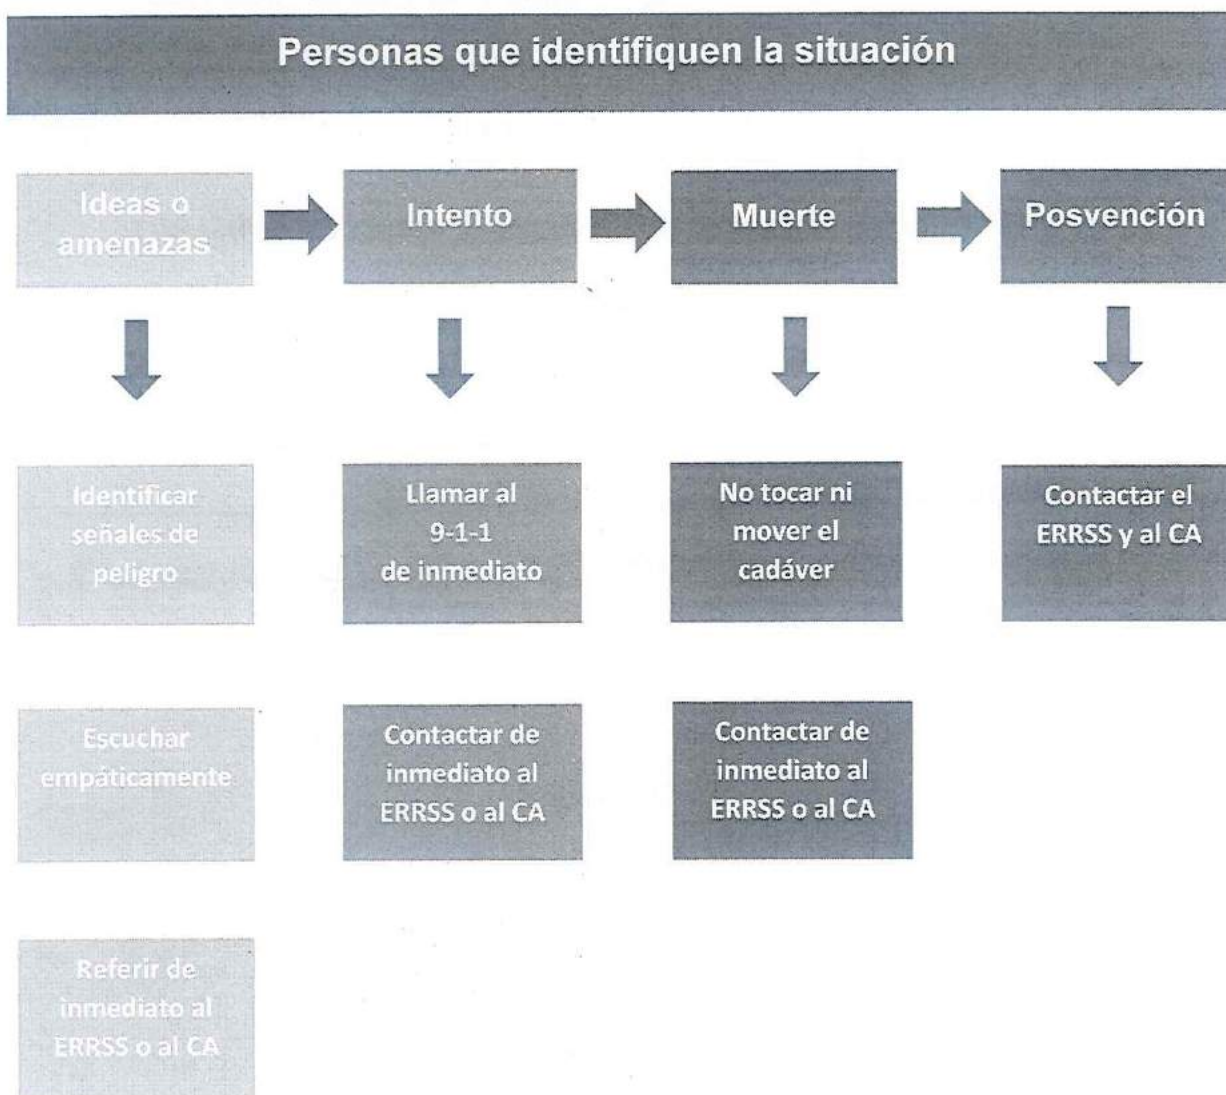 Personas que identifiquen la situación
Ideas o
amenazas
Intento
Muerte
Posvención
Identificar
señales de
peligro
Llamar al
9-1-1
de inmediato
No tocar ni
mover el
cadáver
Contactar el
ERRSS y al CA
Escuchar
empáticamente
Contactar de
inmediato al
ERRSS o al CA
Contactar de
inmediato al
ERRSS o al CA
Referir de
inmediato al
ERRSS o al CA